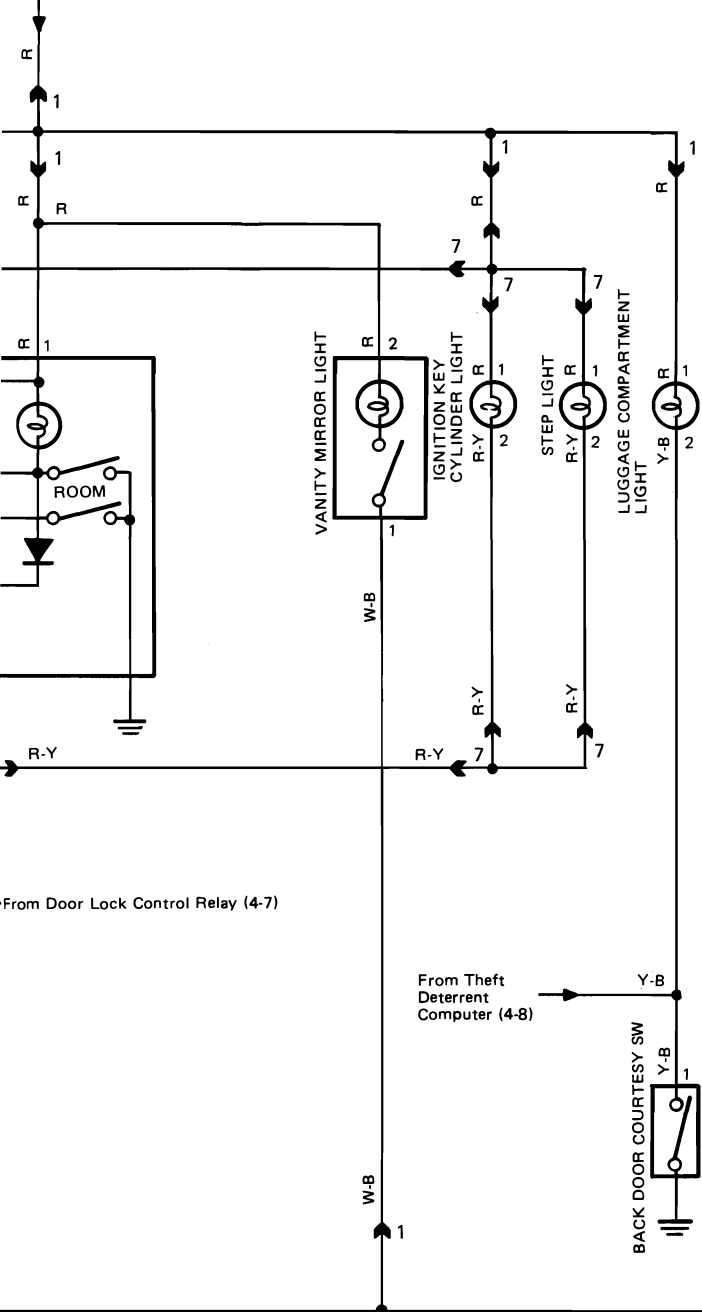 R
1
1
1
1
R
R
R
R
7
7
7
R
1
R
2
R
1
R
1
R
1
VANITY MIRROR LIGHT
IGNITION KEY
CYLINDER LIGHT
STEP LIGHT
LUGGAGE COMPARTMENT
LIGHT
R-Y
2
R-Y
2
Y-B
2
ROOM
1
W-B
R-Y
R-Y
R-Y
R-Y
7
7
From Door Lock Control Relay (4-7)
From Theft
Deterrent
Computer (4-8)
Y-B
Y-B
1
BACK DOOR COURTESY SW
W-B
1